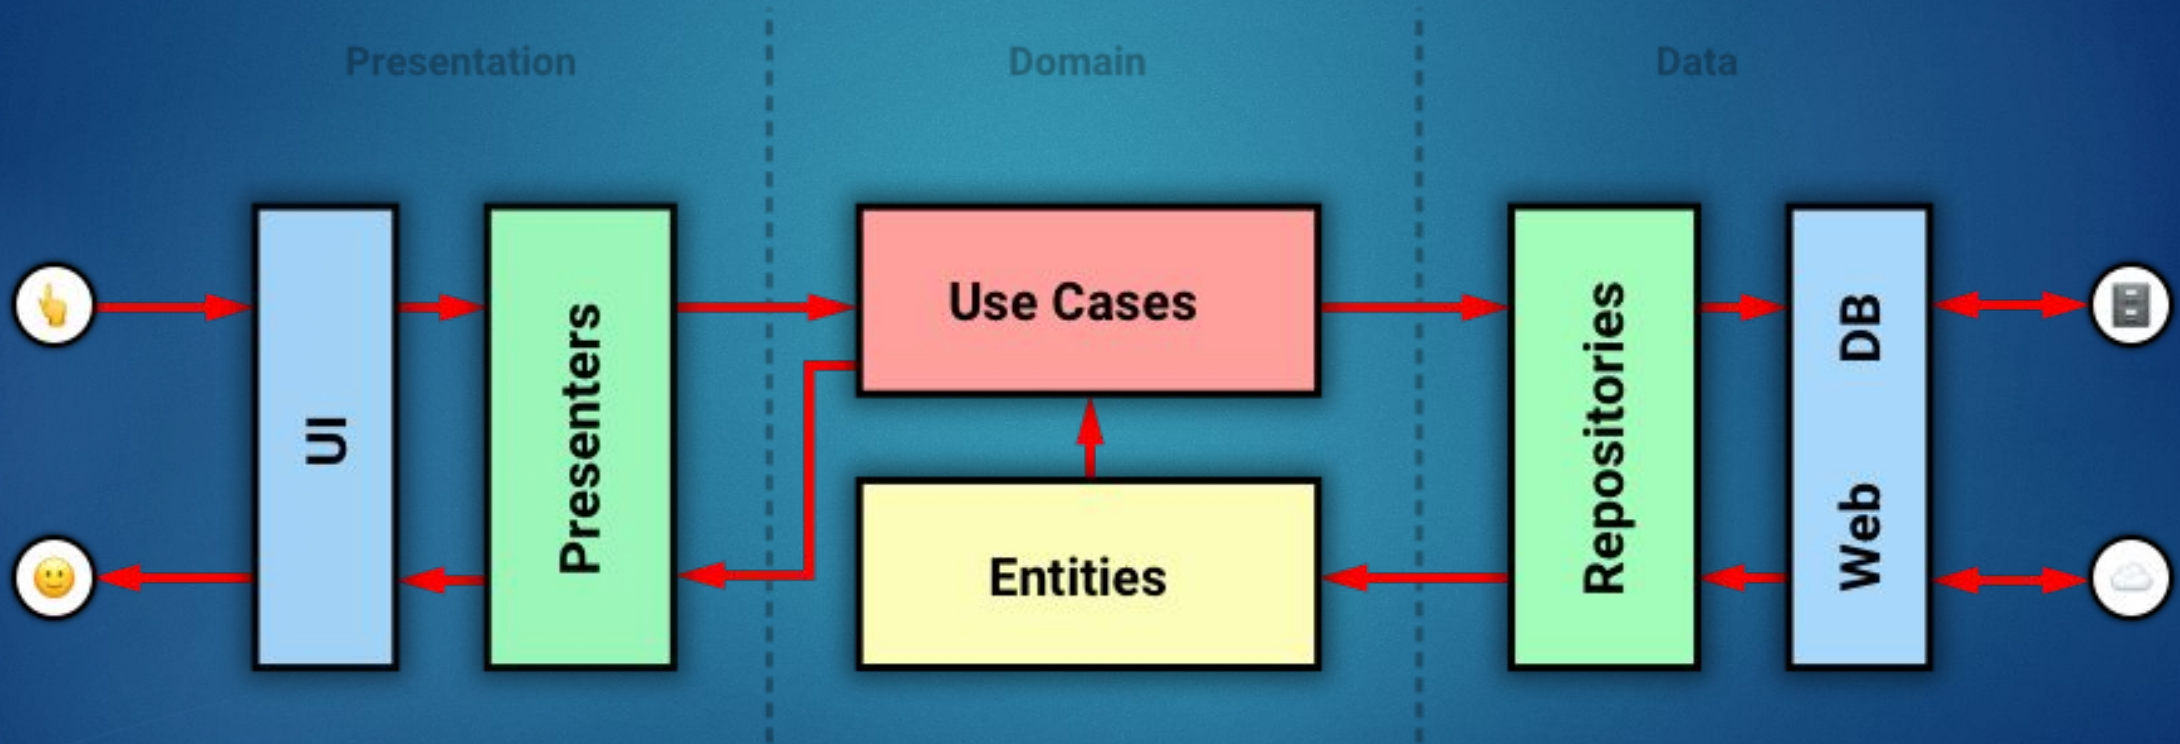 Presentation
Domain
Data
UI
Presenters
Use Cases
Entities
Repositories
DB
Web